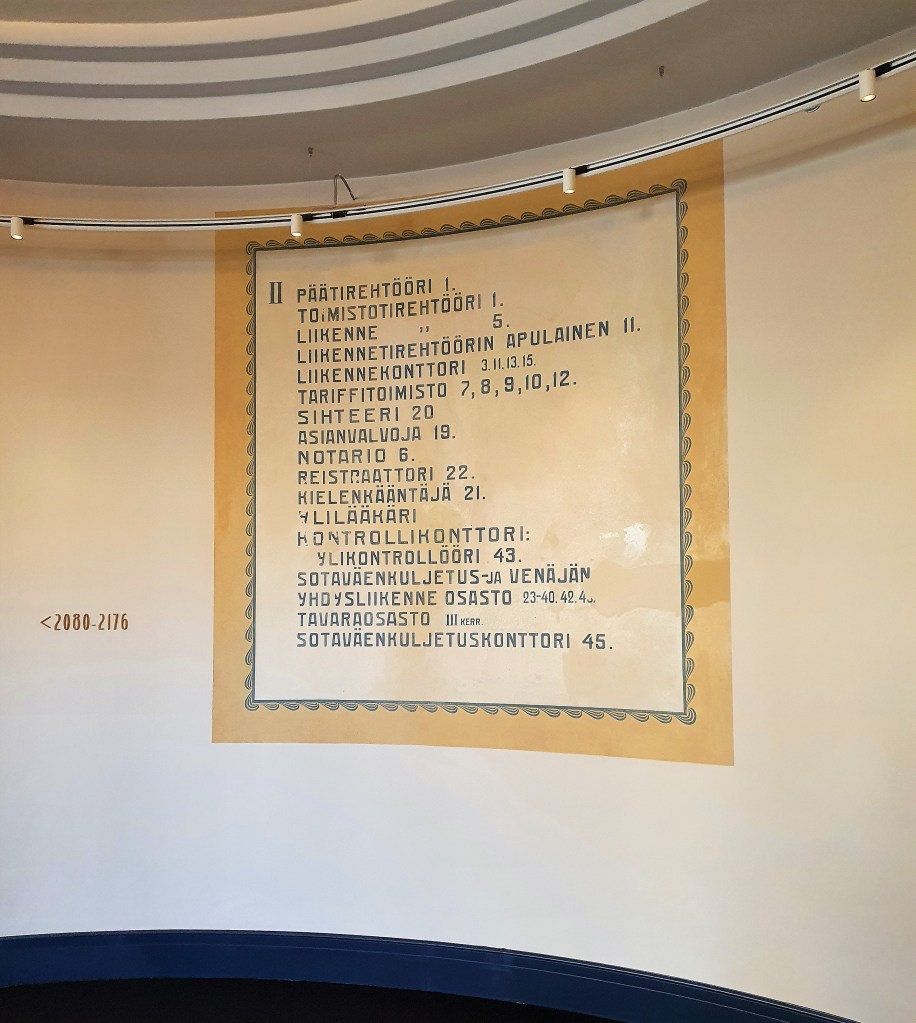 II PÄÄTIREHTÖÖRI 1.
TOIMISTOTIREHTÖÖRI 1.
LIIKENNE ,, 5.
LIIKENNETIREHTÖÖRIN APULAINEN 11.
LIIKENNEKONTTORI 3.11.13.15.
TARIFFITOIMISTO 7,8,9,10,12.
SIHTEERI 20
ASIANVALVOJA 19.
NOTARIO 6.
REISTRAATTORI 22.
KIELENKÄÄNTÄJÄ 21.
YLILÄÄKÄRI
KONTROLLIKONTTORI:
YLIKONTROLLÖÖRI 43.
SOTAVÄENKULJETUS-JA VENÄJÄN
YHDYSLIIKENNE OSASTO 23-40.42.
TAVARAOSASTO III KERR.
SOTAVÄENKULJETUSKONTTORI 45.
<2080-2176